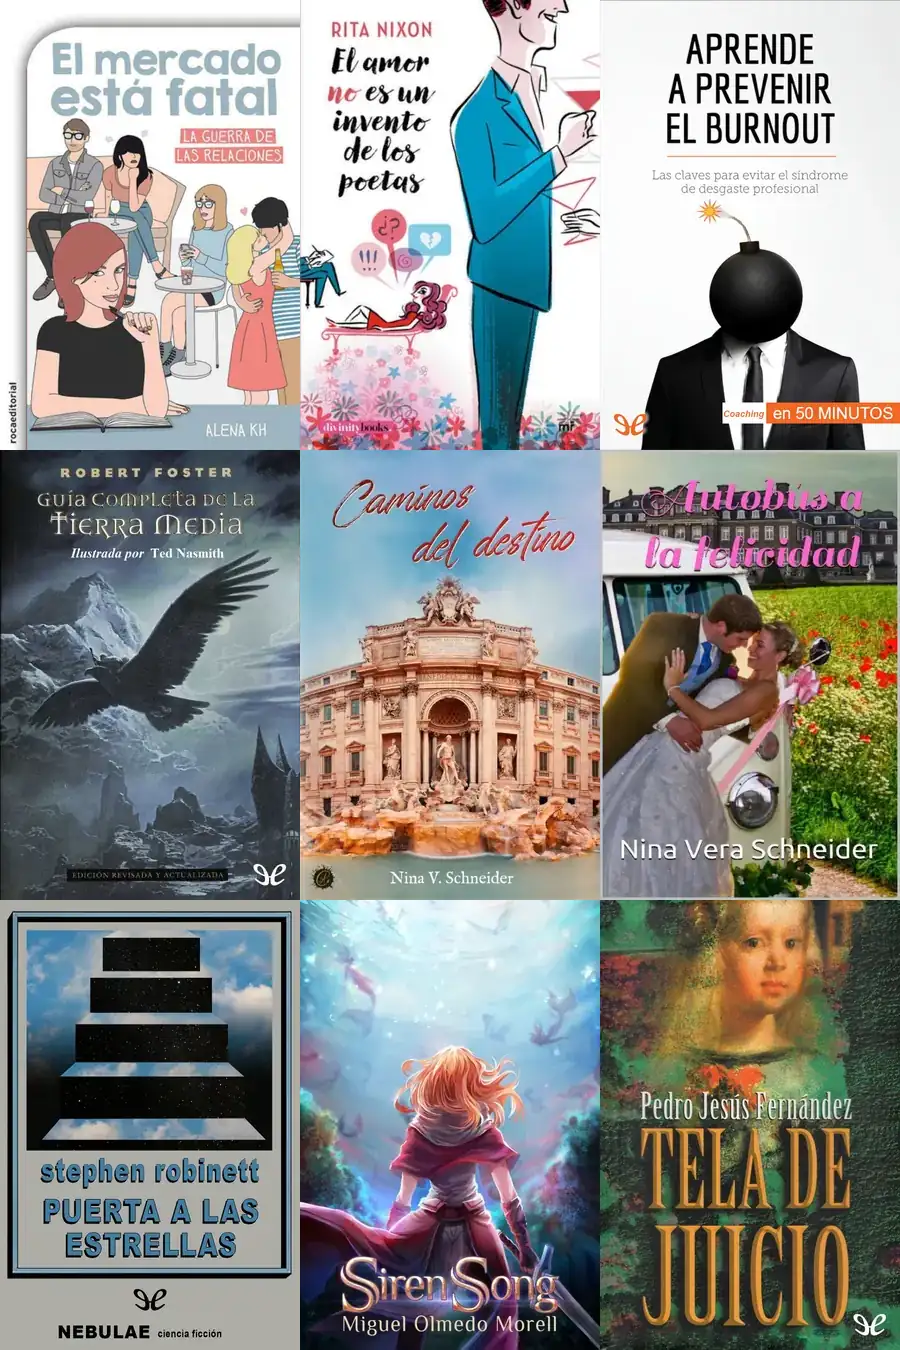 El mercado
está fatal
LA GUERRA DE
LAS RELACIONES
rocaeditorial
ALENA KH
RITA NIXON
El amor
no es un
invento
de los
poetas
¿?
!!!
divinitybooks
mr
APRENDE
A PREVENIR
EL BURNOUT
Las claves para evitar el síndrome
de desgaste profesional
Coaching en 50 MINUTOS
ROBERT FOSTER
GUÍA COMPLETA DE LA
TIERRA MEDIA
Ilustrada por Ted Nasmith
EDICIÓN REVISADA Y ACTUALIZADA
Caminos
del destino
Nina V. Schneider
Autobús a
la felicidad
Nina Vera Schneider
stephen robinett
PUERTA A LAS
ESTRELLAS
NEBULAE ciencia ficción
SIREN SONG
Miguel Olmedo Morell
Pedro Jesús Fernández
TELA DE
JUICIO